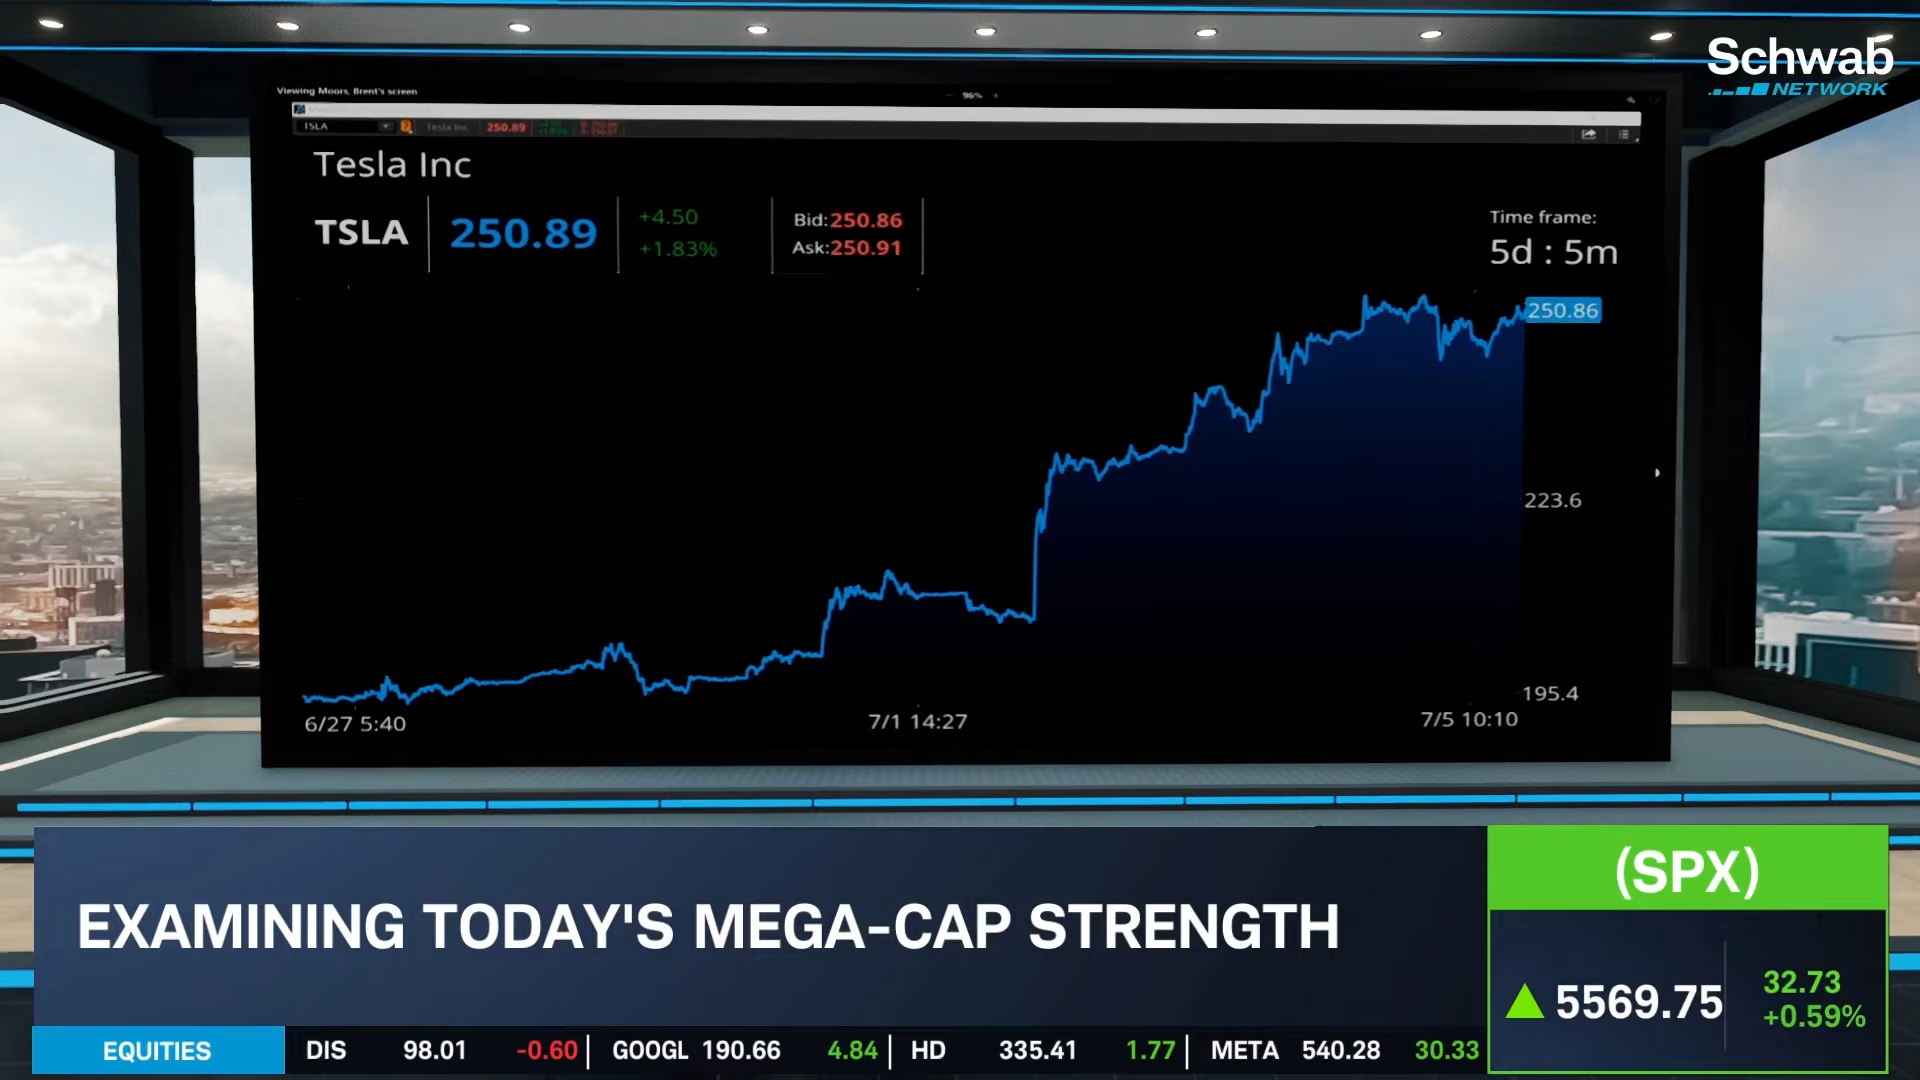 Schwab
NETWORK
Viewing Moors, Brent's screen
96%
TSLA
Tesla Inc
250.89
Tesla Inc
TSLA
250.89
+4.50
+1.83%
Bid:250.86
Ask:250.91
Time frame:
5d : 5m
250.86
223.6
195.4
6/27 5:40
7/1 14:27
7/5 10:10
EXAMINING TODAY'S MEGA-CAP STRENGTH
(SPX)
5569.75
32.73
+0.59%
EQUITIES
DIS 98.01 -0.60
GOOGL 190.66 4.84
HD 335.41 1.77
META 540.28 30.33